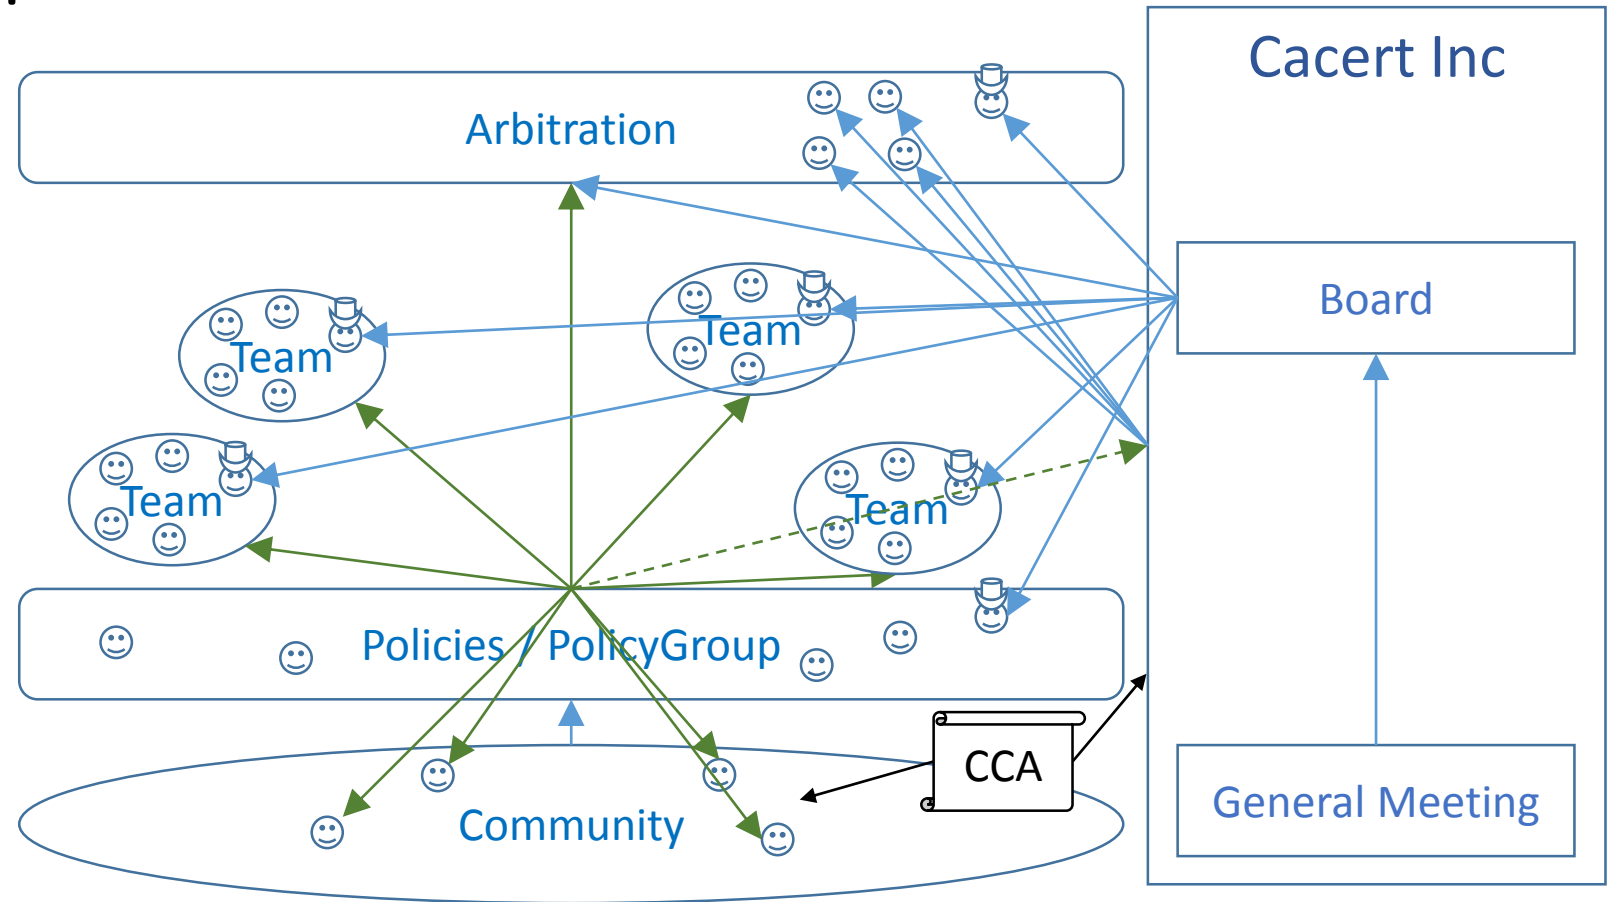 Cacert Inc
Arbitration
Board
Team
Team
Team
Team
Policies / PolicyGroup
CCA
Community
General Meeting